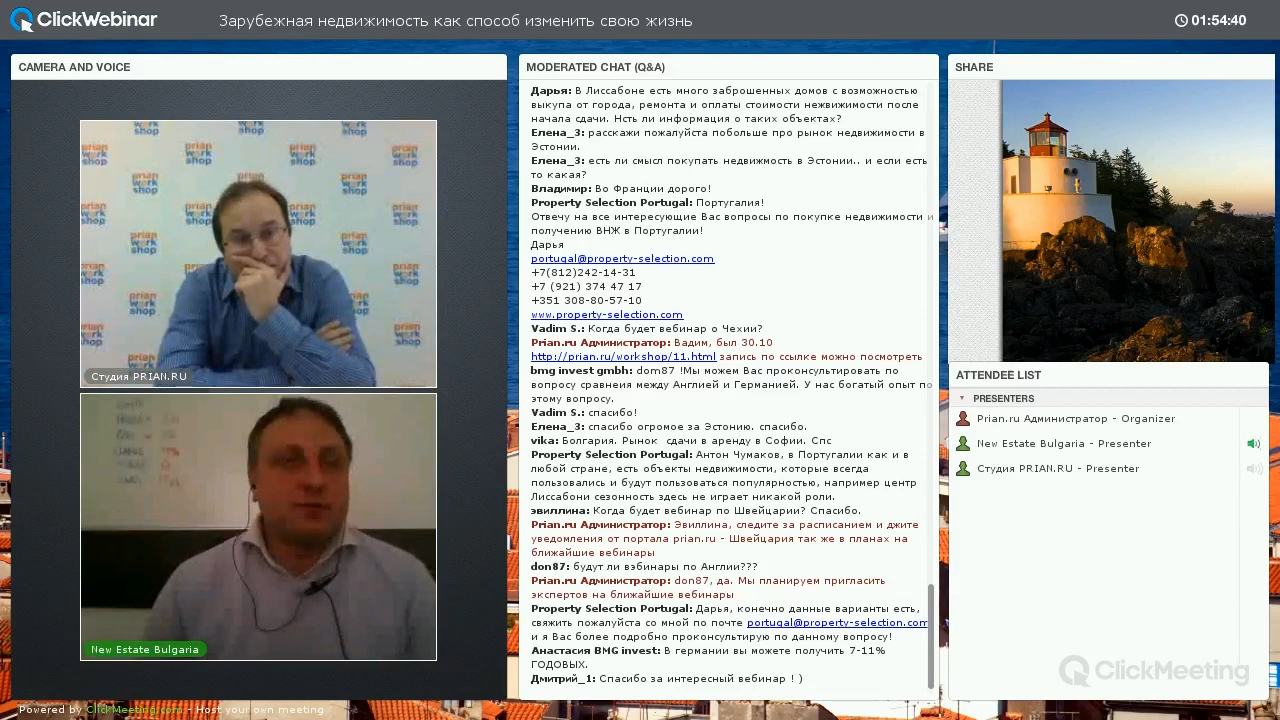 ClickWebinar
Зарубежная недвижимость как способ изменить свою жизнь
01:54:40
CAMERA AND VOICE
prian work shop
Студия PRIAN.RU
New Estate Bulgaria
MODERATED CHAT (Q&A)
Дарья: В Лиссабоне есть много заброшенных домов с возможностью
выкупа от города, ремонта и оплаты стоимости нежвижимости после
начала сдачи. Нсть ли информация о таких объектах?
Елена_3: расскажи пожалуйста побольше про рынок недвижимости в
Эстонии.
Елена_3: есть ли смысл покупать недвижимость в Эстонии.. и если есть
то какая?
Владимир: Во Франции дорого!
Property Selection Portugal: Португалия!
Отвечу на все интересующие Вас вопросы по покупке недвижимости и
получению ВНЖ в Португалии!
Дарья
portugal@property-selection.com
+7(812)242-14-31
+7 (921) 374 47 17
+351 308-80-57-10
www.property-selection.com
Vadim S.: Когда будет вебинар о Чехии?
Prian.ru Администратор: Вадим, был 30.10
http://prian.ru/workshop/11.html запись по ссылке можно посмотреть
bmg invest gmbh: dom87 !Мы можем Вас проконсультировать по
вопросу сравнеия между Англией и Германией. У нас богатый опыт по
этому вопросу.
Vadim S.: спасибо!
Елена_3: спасибо огромое за Эстонию. спасибо.
vika: Болгария. Рынок сдачи в аренду в Софии. Спс
Property Selection Portugal: Антон Чумаков, в Португалии как и в
любой стране, есть объекты недвижимости, которые всегда
пользовались и будут пользоваться популярностью, например центр
Лиссабони сезонность здесь не играет никакой роли.
эвиллина: Когда будет вебинар по Швейцарии? Спасибо.
Prian.ru Администратор: Эвиллина, следите за расписанием и джите
уведомления от портала prian.ru - Швейцария так же в планах на
ближайшие вебинары
don87: будут ли вэбинары по Англии???
Prian.ru Администратор: don87, да. Мы планируем пригласить
экспертов на ближайшие вебинары
Property Selection Portugal: Дарья, конечно данные варианты есть,
свяжить пожалуйста со мной по почте portugal@property-selection.com
и я Вас более подробно проконсультирую по данному вопросу!
Анастасия BMG invest: В германии вы можете получить 7-11%
ГОДОВЫХ.
Дмитрий_1: Спасибо за интересный вебинар ! )
SHARE
ATTENDEE LIST
PRESENTERS
Prian.ru Администратор - Organizer
New Estate Bulgaria - Presenter
Студия PRIAN.RU - Presenter
ClickMeeting
Powered by ClickMeeting.com - Host your own meeting